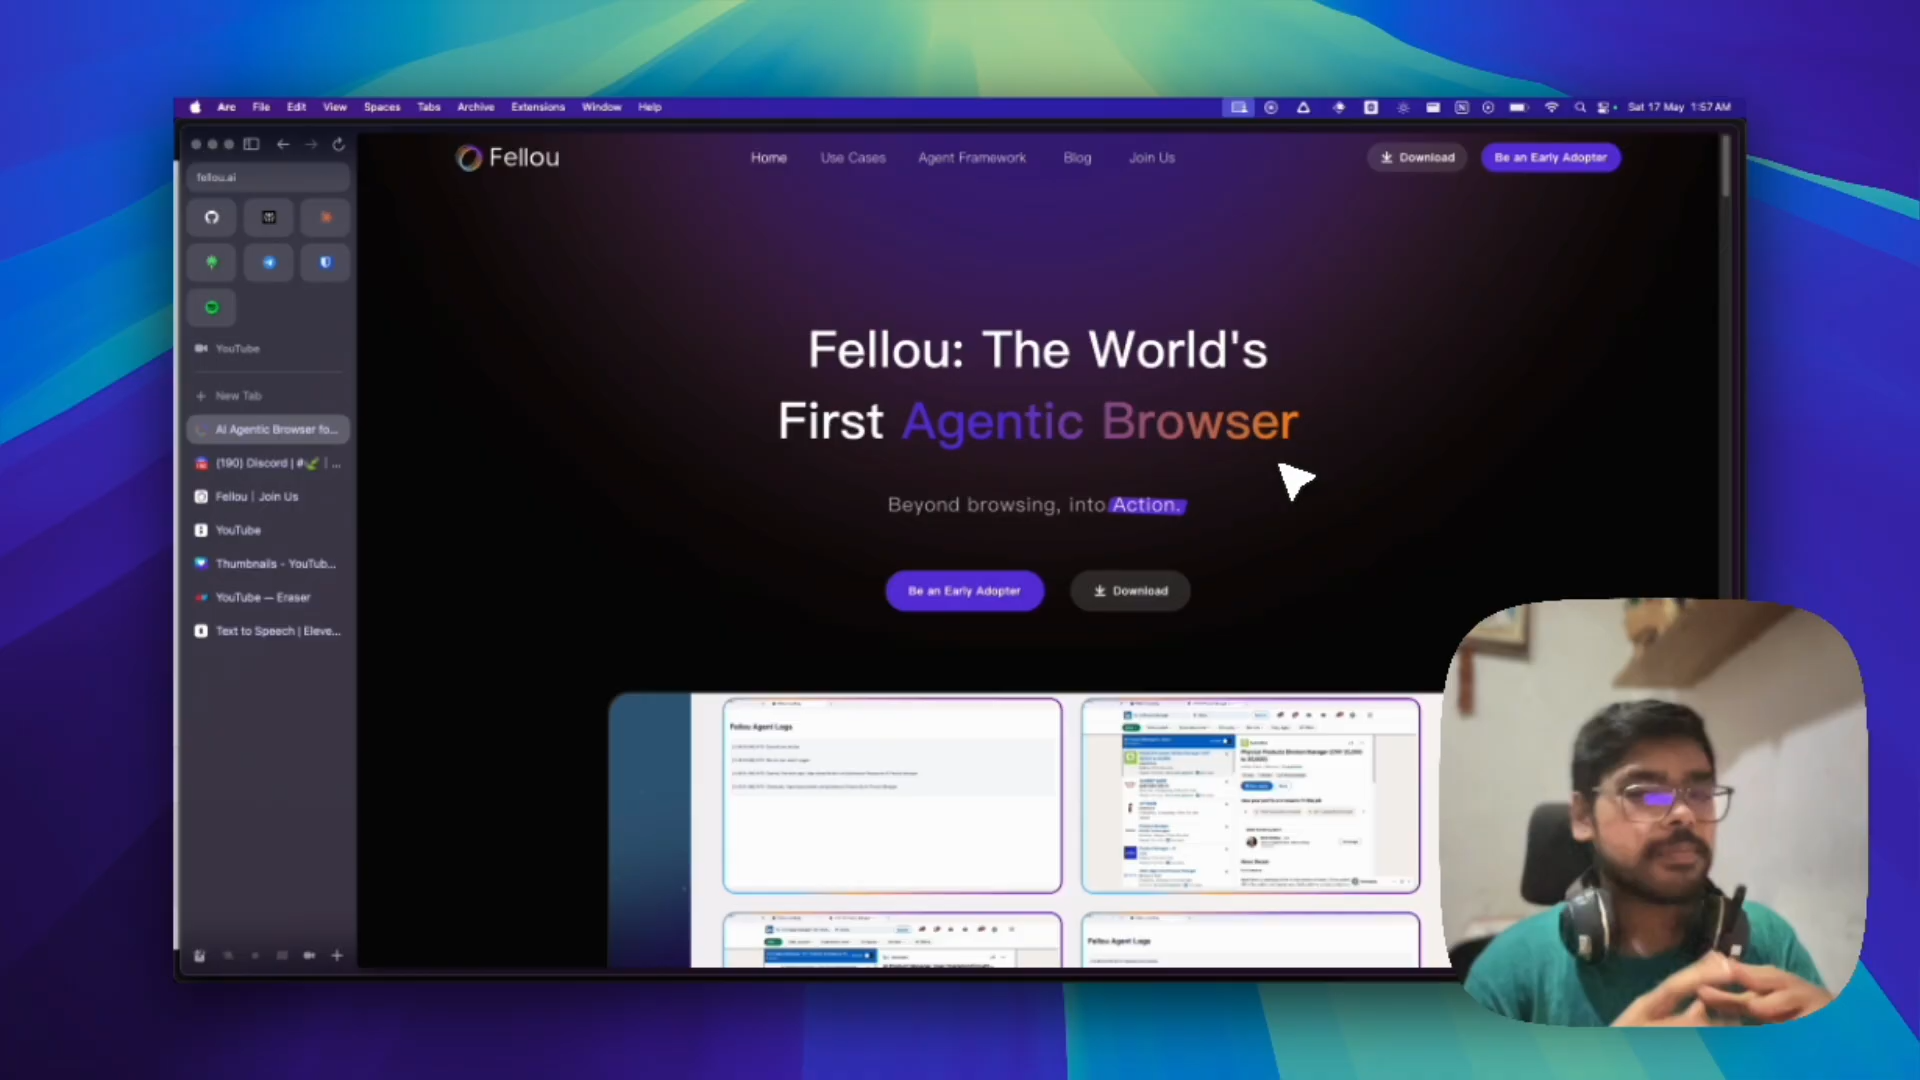 Arc File Edit View Spaces Tabs Archive Extensions Window Help
Sat 17 May 1:57 AM
fellou.ai
YouTube
New Tab
AI Agentic Browser fo...
(190) Discord | # | ...
Fellou | Join Us
YouTube
Thumbnails - YouTub...
YouTube — Eraser
Text to Speech | Eleve...
Fellou
Home Use Cases Agent Framework Blog Join Us
Download Be an Early Adopter
Fellou: The World's
First Agentic Browser
Beyond browsing, into Action.
Be an Early Adopter Download
Fellou Agent Logs
Fellou Agent Logs